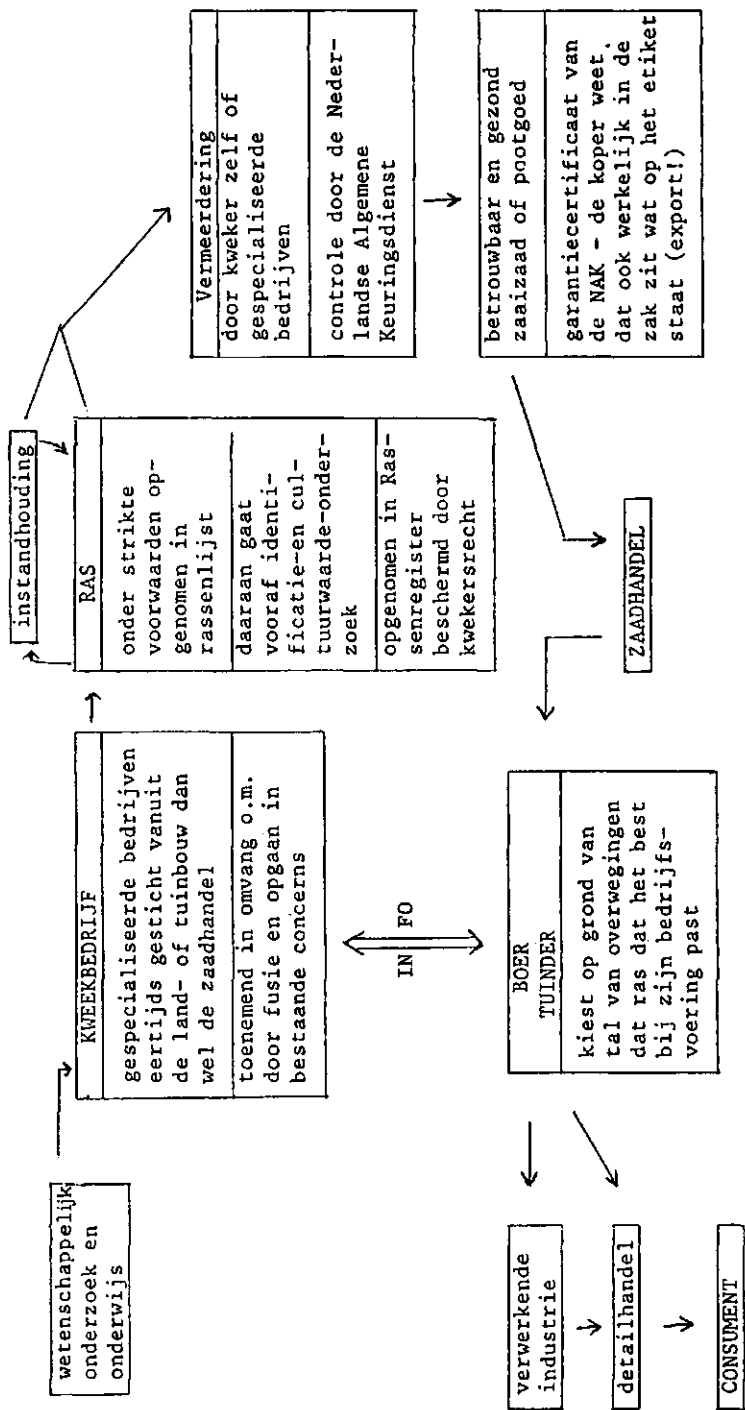 wetenschappelijk
onderzoek en
onderwijs
KWEEKBEDRIJF
gespecialiseerde bedrijven
eertijds gesticht vanuit
de land- of tuinbouw dan
wel de zaadhandel
toenemend in omvang o.m.
door fusie en opgaan in
bestaande concerns
instandhouding
RAS
onder strikte
voorwaarden op-
genomen in
rassenlijst
daaraan gaat
vooraf identi-
ficatie-en cul-
tuurwaarde-onder-
zoek
opgenomen in Ras-
senregister
beschermd door
kwekersrecht
Vermeerdering
door kweker zelf of
gespecialiseerde
bedrijven
controle door de Neder-
landse Algemene
Keuringsdienst
betrouwbaar en gezond
zaaizaad of pootgoed
garantiecertificaat van
de NAK - de koper weet
dat ook werkelijk in de
zak zit wat op het etiket
staat (export!)
ZAADHANDEL
IN FO
BOER
TUINDER
kiest op grond van
tal van overwegingen
dat ras dat het best
bij zijn bedrijfs-
voering past
verwerkende
industrie
detailhandel
CONSUMENT